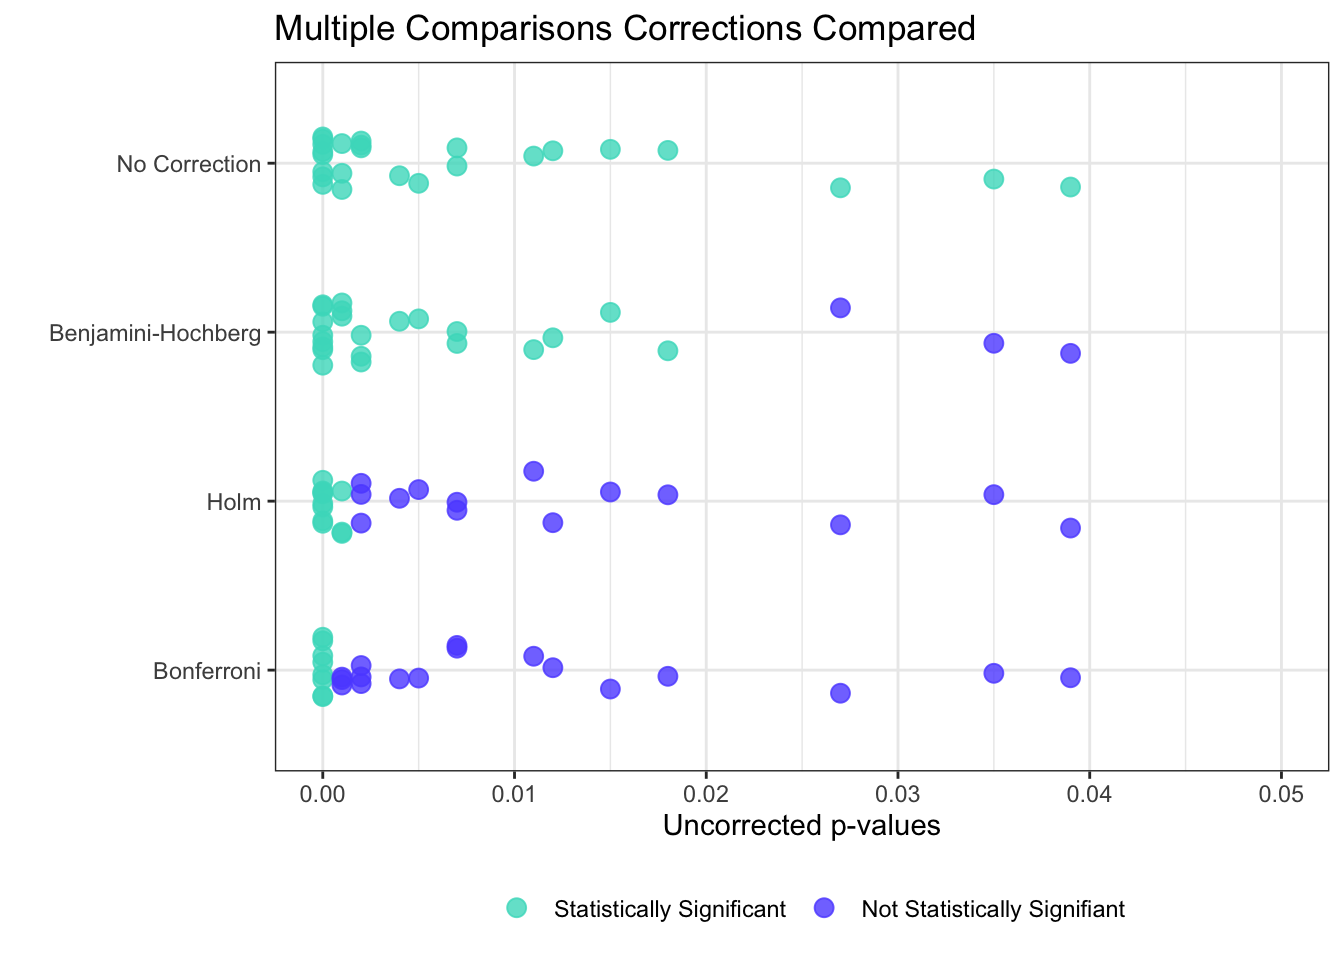 Multiple Comparisons Corrections Compared
No Correction
Benjamini-Hochberg
Holm
Bonferroni
0.00 0.01 0.02 0.03 0.04 0.05
Uncorrected p-values
Statistically Significant Not Statistically Signifiant